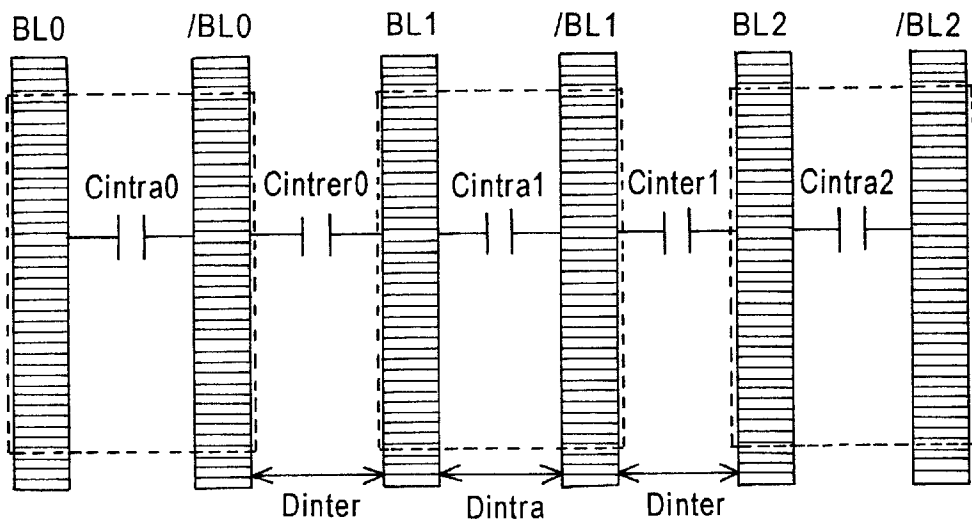 BL0 /BL0 BL1 /BL1 BL2 /BL2
Cintra0 Cintrer0 Cintra1 Cinter1 Cintra2
Dinter Dintra Dinter